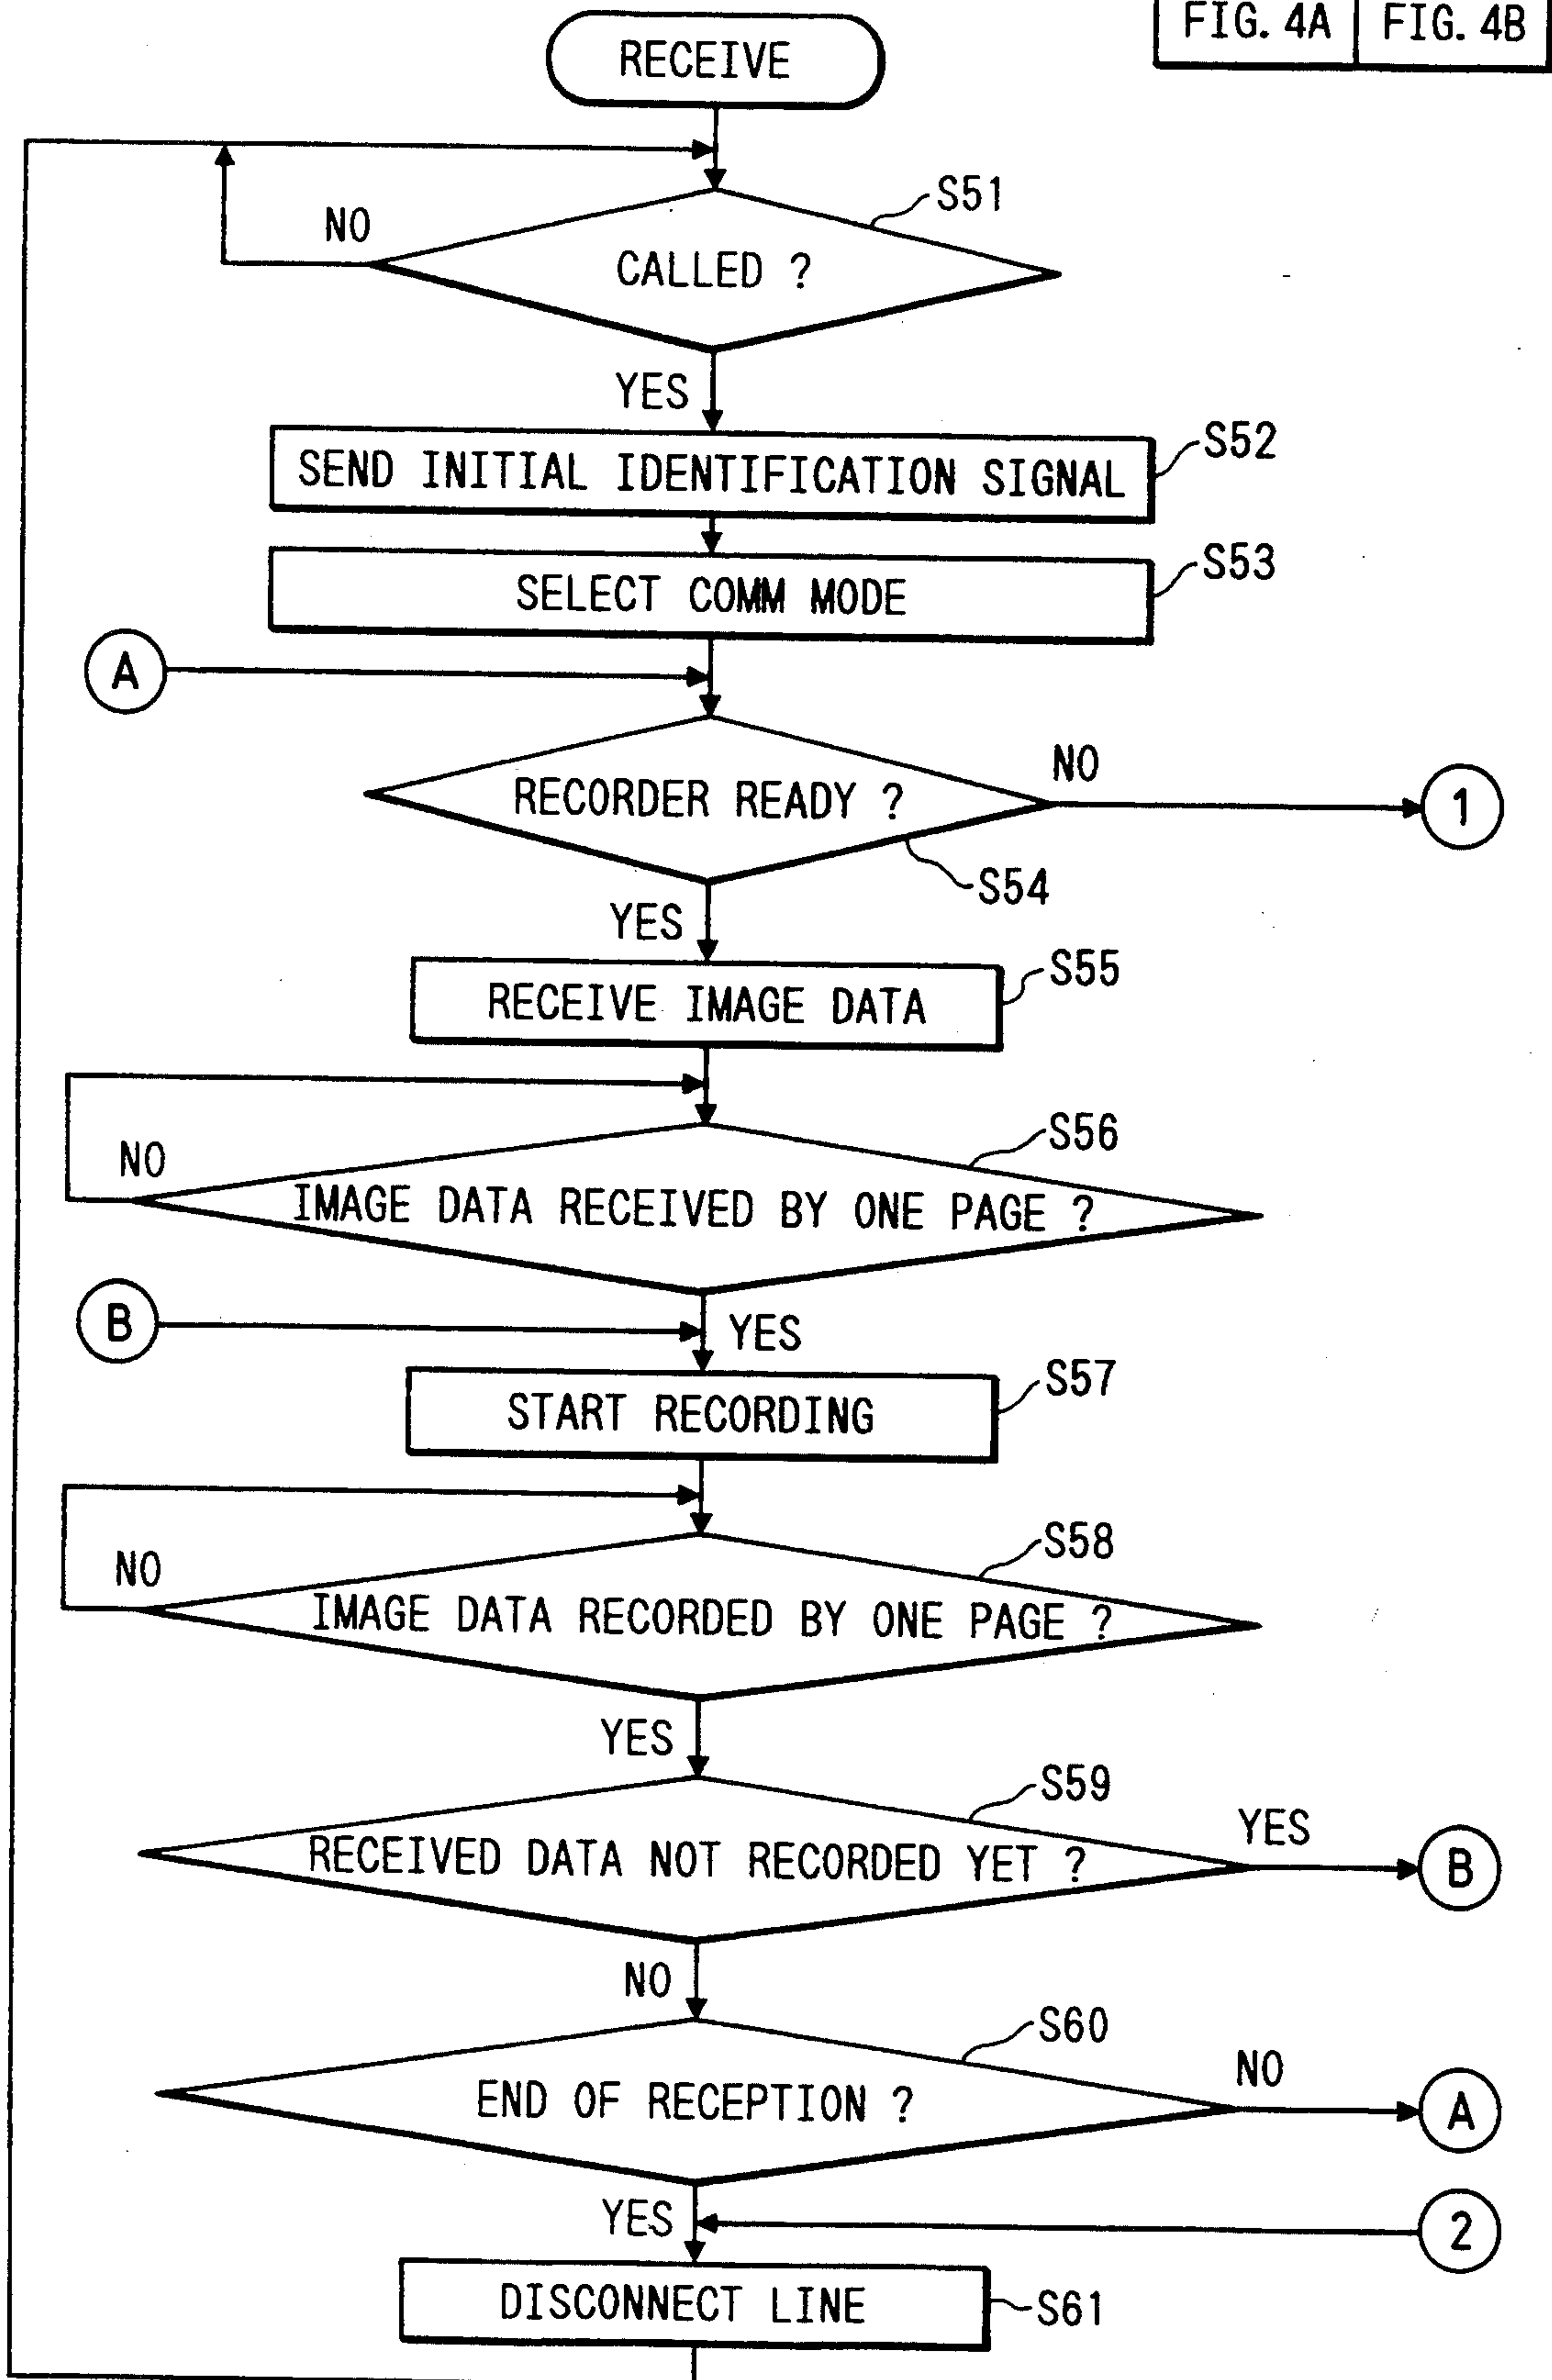 FIG. 4A FIG. 4B
RECEIVE
S51
NO
CALLED ?
YES
S52
SEND INITIAL IDENTIFICATION SIGNAL
S53
SELECT COMM MODE
A
NO
RECORDER READY ?
1
S54
YES
S55
RECEIVE IMAGE DATA
S56
NO
IMAGE DATA RECEIVED BY ONE PAGE ?
B
YES
S57
START RECORDING
S58
NO
IMAGE DATA RECORDED BY ONE PAGE ?
YES
S59
YES
RECEIVED DATA NOT RECORDED YET ?
B
NO
S60
NO
END OF RECEPTION ?
A
YES
2
DISCONNECT LINE
S61